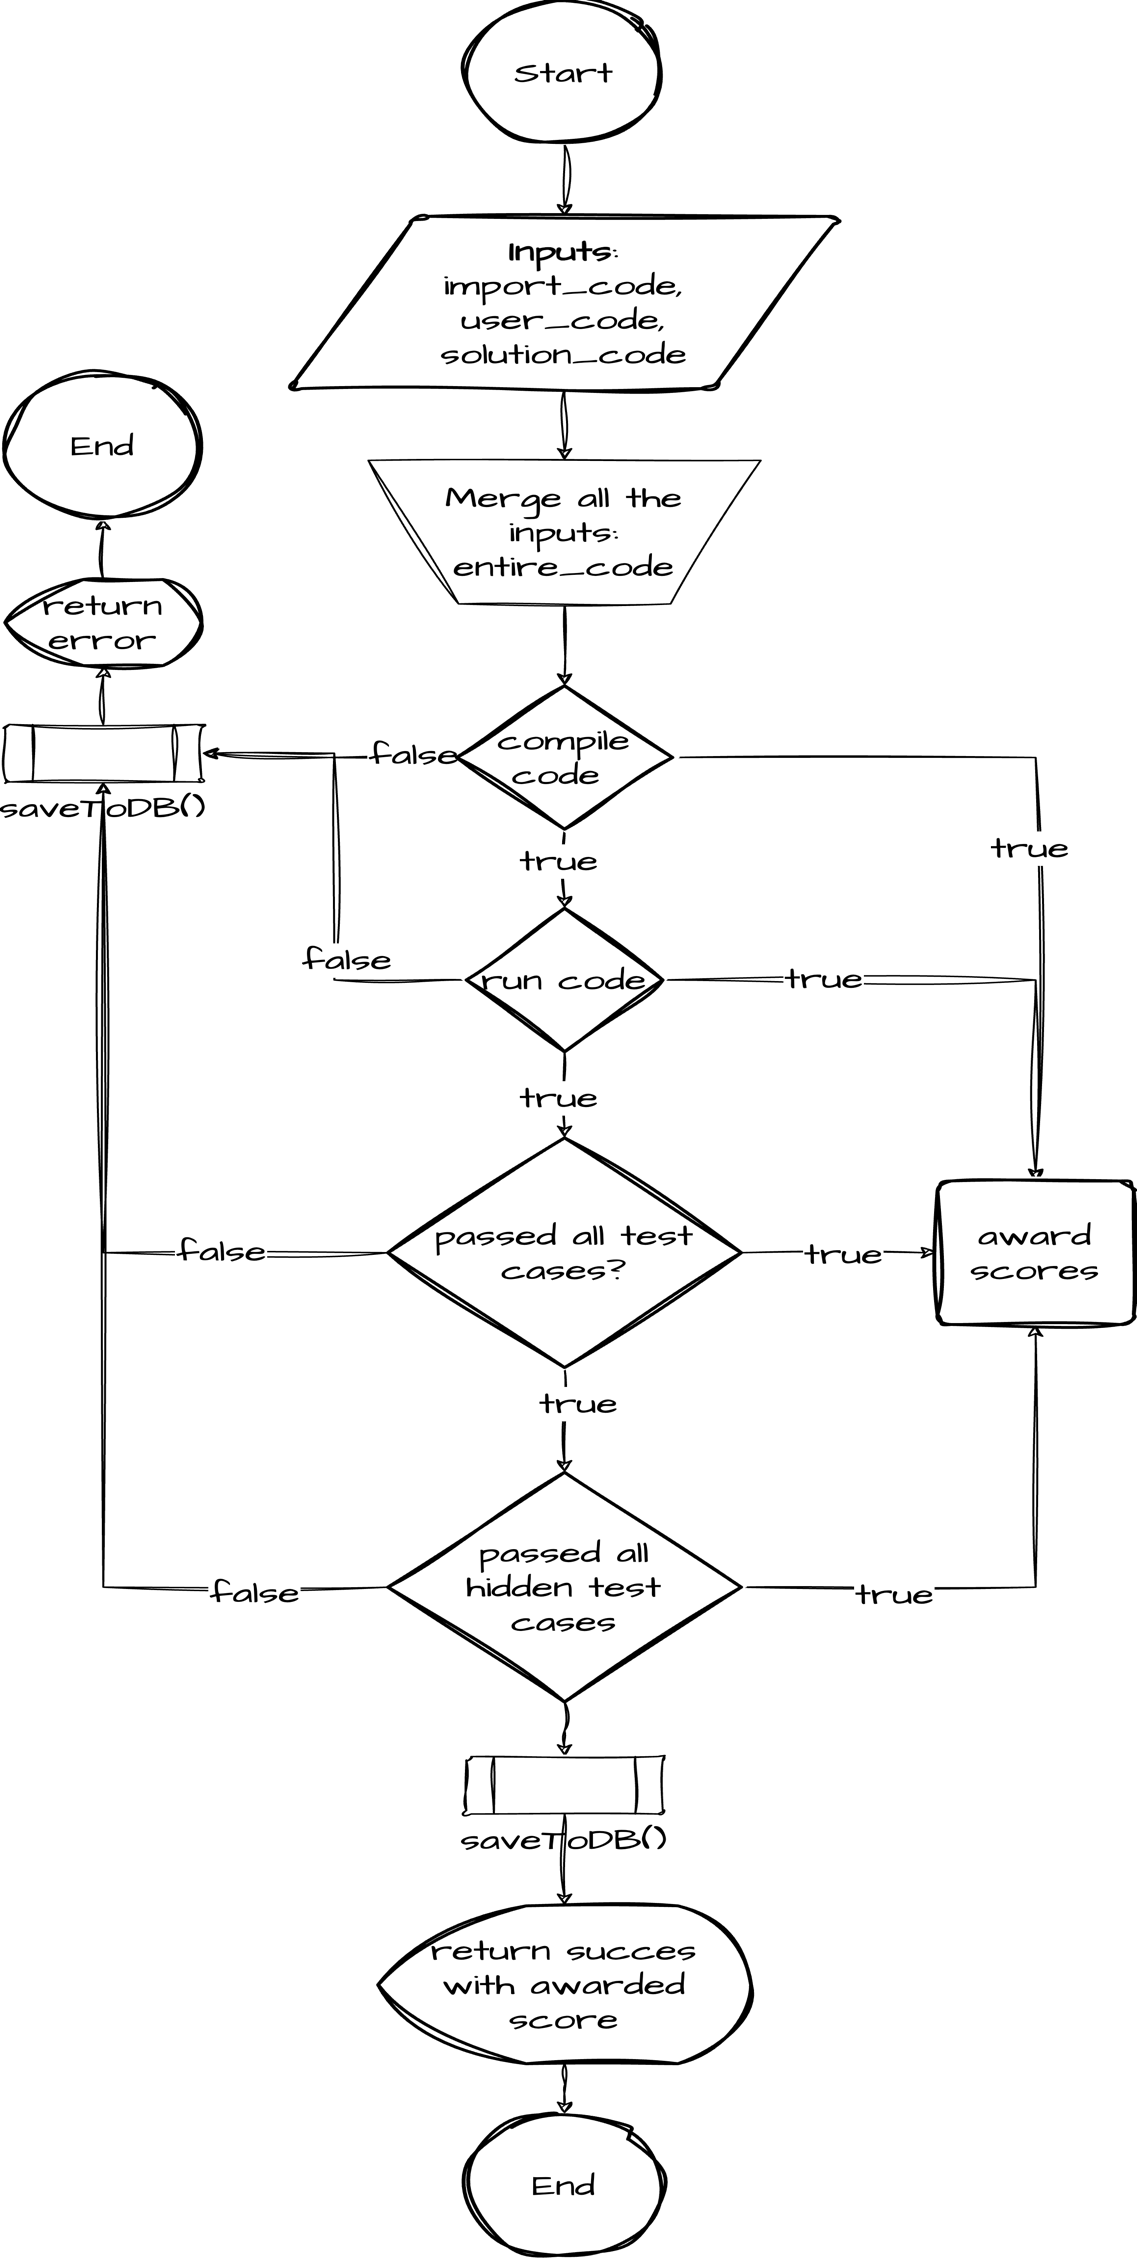 Start
Inputs:
import_code,
user_code,
solution_code
End
Merge all the
inputs:
entire_code
return
error
compile
code
false
saveToDB()
true
true
false
run code
true
true
passed all test
cases?
false
true
award
scores
true
passed all
hidden test
cases
false
true
saveToDB()
return succes
with awarded
score
End